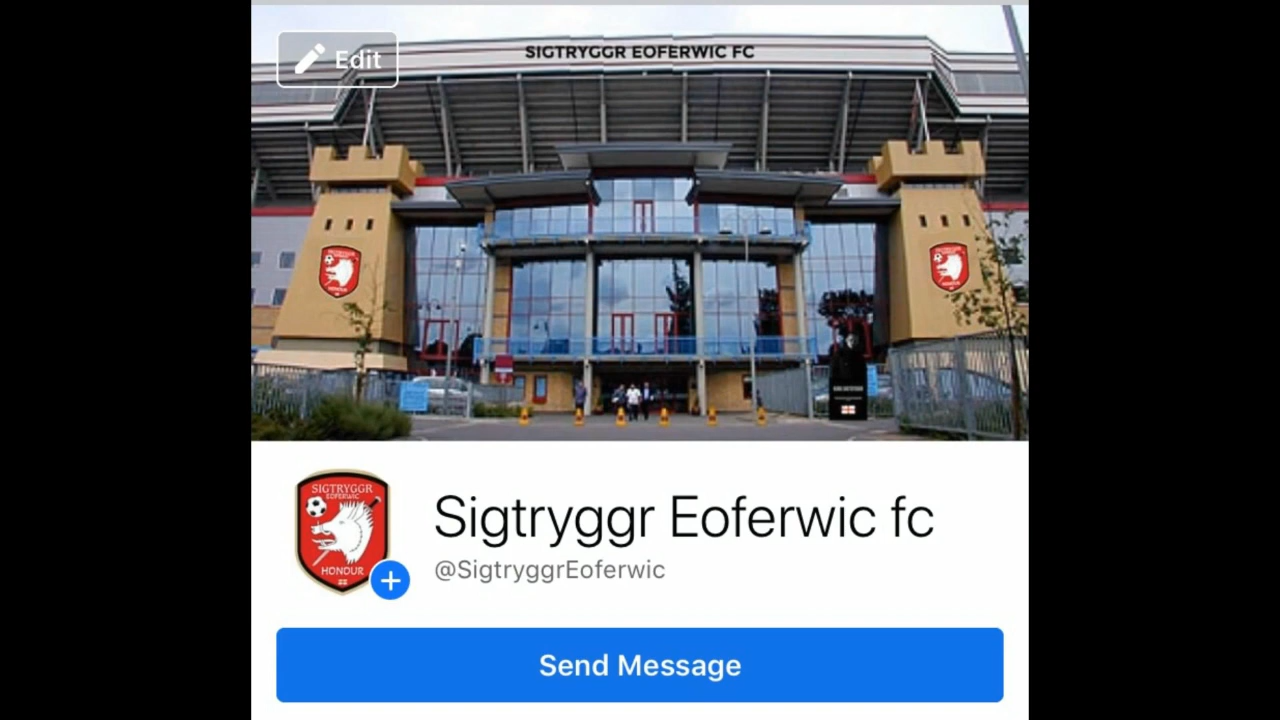 SIGTRYGGR EOFERWIC FC
Edit
SIGTRYGGR
EOFERWIC
HONOUR
Sigtryggr Eoferwic fc
@SigtryggrEoferwic
Send Message